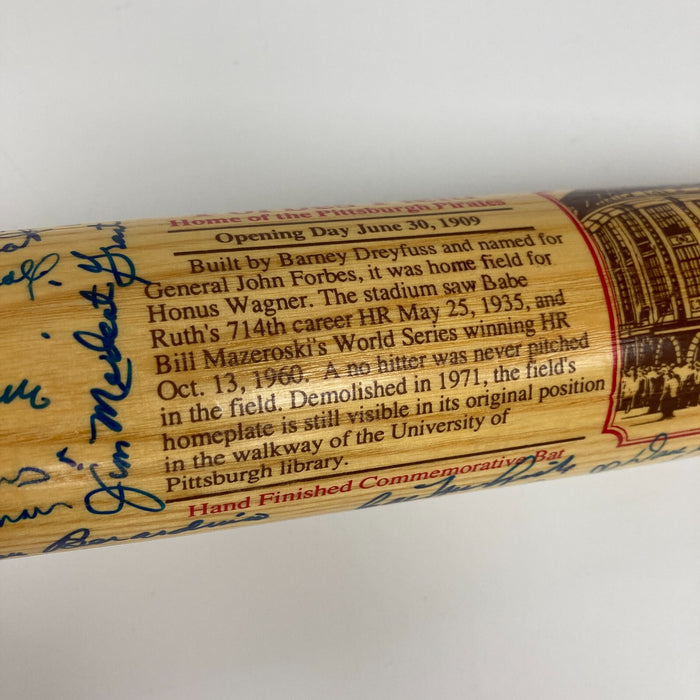 Home of the Pittsburgh Pirates
Opening Day June 30, 1909
Built by Barney Dreyfuss and named for
General John Forbes, it was home field for
Honus Wagner. The stadium saw Babe
Ruth's 714th career HR May 25, 1935, and
Bill Mazeroski's World Series winning HR
Oct. 13, 1960. A no hitter was never pitched
in the field. Demolished in 1971, the field's
homeplate is still visible in its original position
in the walkway of the University of
Pittsburgh library.
Hand Finished Commemorative Bat
Jim Mudcat Grant